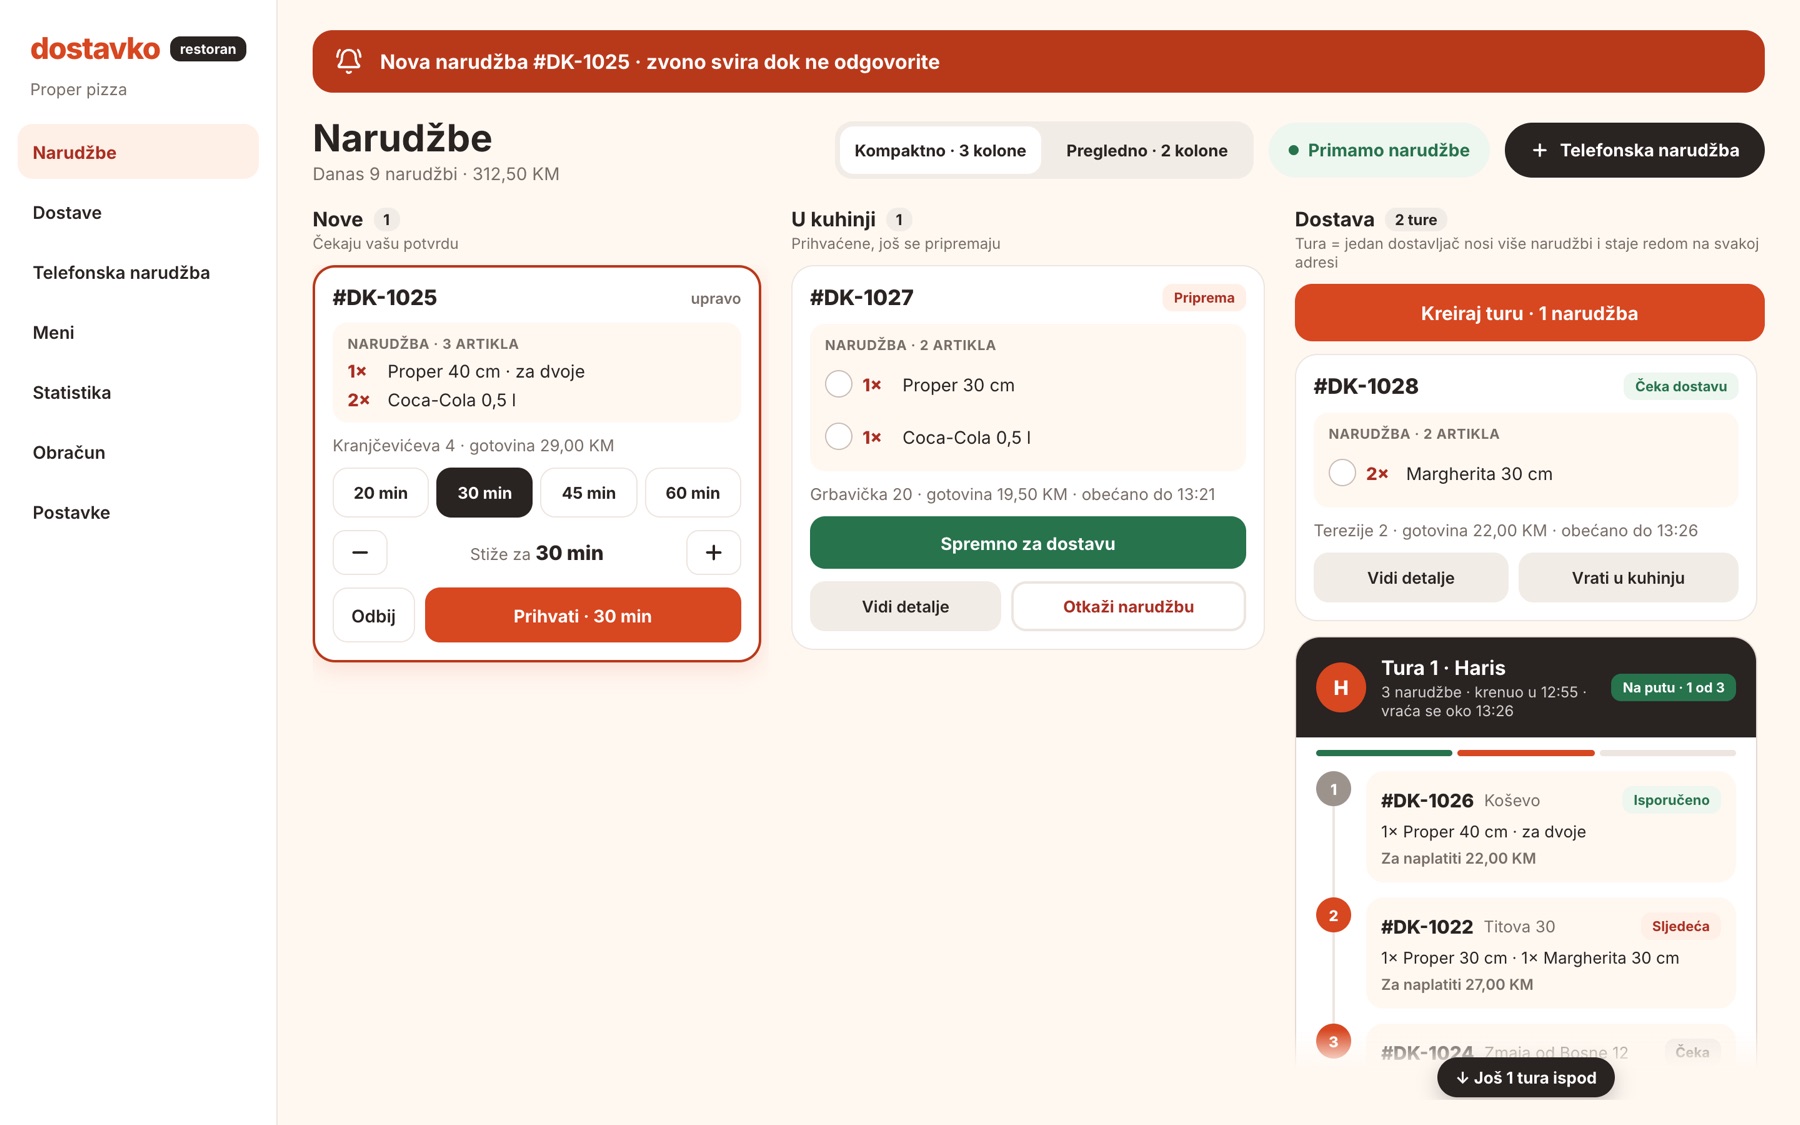 dostavko restoran
Proper pizza
Narudžbe
Dostave
Telefonska narudžba
Meni
Statistika
Obračun
Postavke
Nova narudžba #DK-1025 · zvono svira dok ne odgovorite
Narudžbe
Danas 9 narudžbi · 312,50 KM
Kompaktno · 3 kolone
Pregledno · 2 kolone
Primamo narudžbe
+ Telefonska narudžba
Nove 1
Čekaju vašu potvrdu
#DK-1025 upravo
NARUDŽBA · 3 ARTIKLA
1× Proper 40 cm · za dvoje
2× Coca-Cola 0,5 l
Kranjčevićeva 4 · gotovina 29,00 KM
20 min 30 min 45 min 60 min
− Stiže za 30 min +
Odbij Prihvati · 30 min
U kuhinji 1
Prihvaćene, još se pripremaju
#DK-1027 Priprema
NARUDŽBA · 2 ARTIKLA
1× Proper 30 cm
1× Coca-Cola 0,5 l
Grbavička 20 · gotovina 19,50 KM · obećano do 13:21
Spremno za dostavu
Vidi detalje Otkaži narudžbu
Dostava 2 ture
Tura = jedan dostavljač nosi više narudžbi i staje redom na svakoj
adresi
Kreiraj turu · 1 narudžba
#DK-1028 Čeka dostavu
NARUDŽBA · 2 ARTIKLA
2× Margherita 30 cm
Terezije 2 · gotovina 22,00 KM · obećano do 13:26
Vidi detalje Vrati u kuhinju
H Tura 1 · Haris
3 narudžbe · krenuo u 12:55 ·
vraća se oko 13:26
Na putu · 1 od 3
1 #DK-1026 Koševo Isporučeno
1× Proper 40 cm · za dvoje
Za naplatiti 22,00 KM
2 #DK-1022 Titova 30 Sljedeća
1× Proper 30 cm · 1× Margherita 30 cm
Za naplatiti 27,00 KM
3 #DK-1024 Zmaja od Bosne 12 Čeka
↓ Još 1 tura ispod